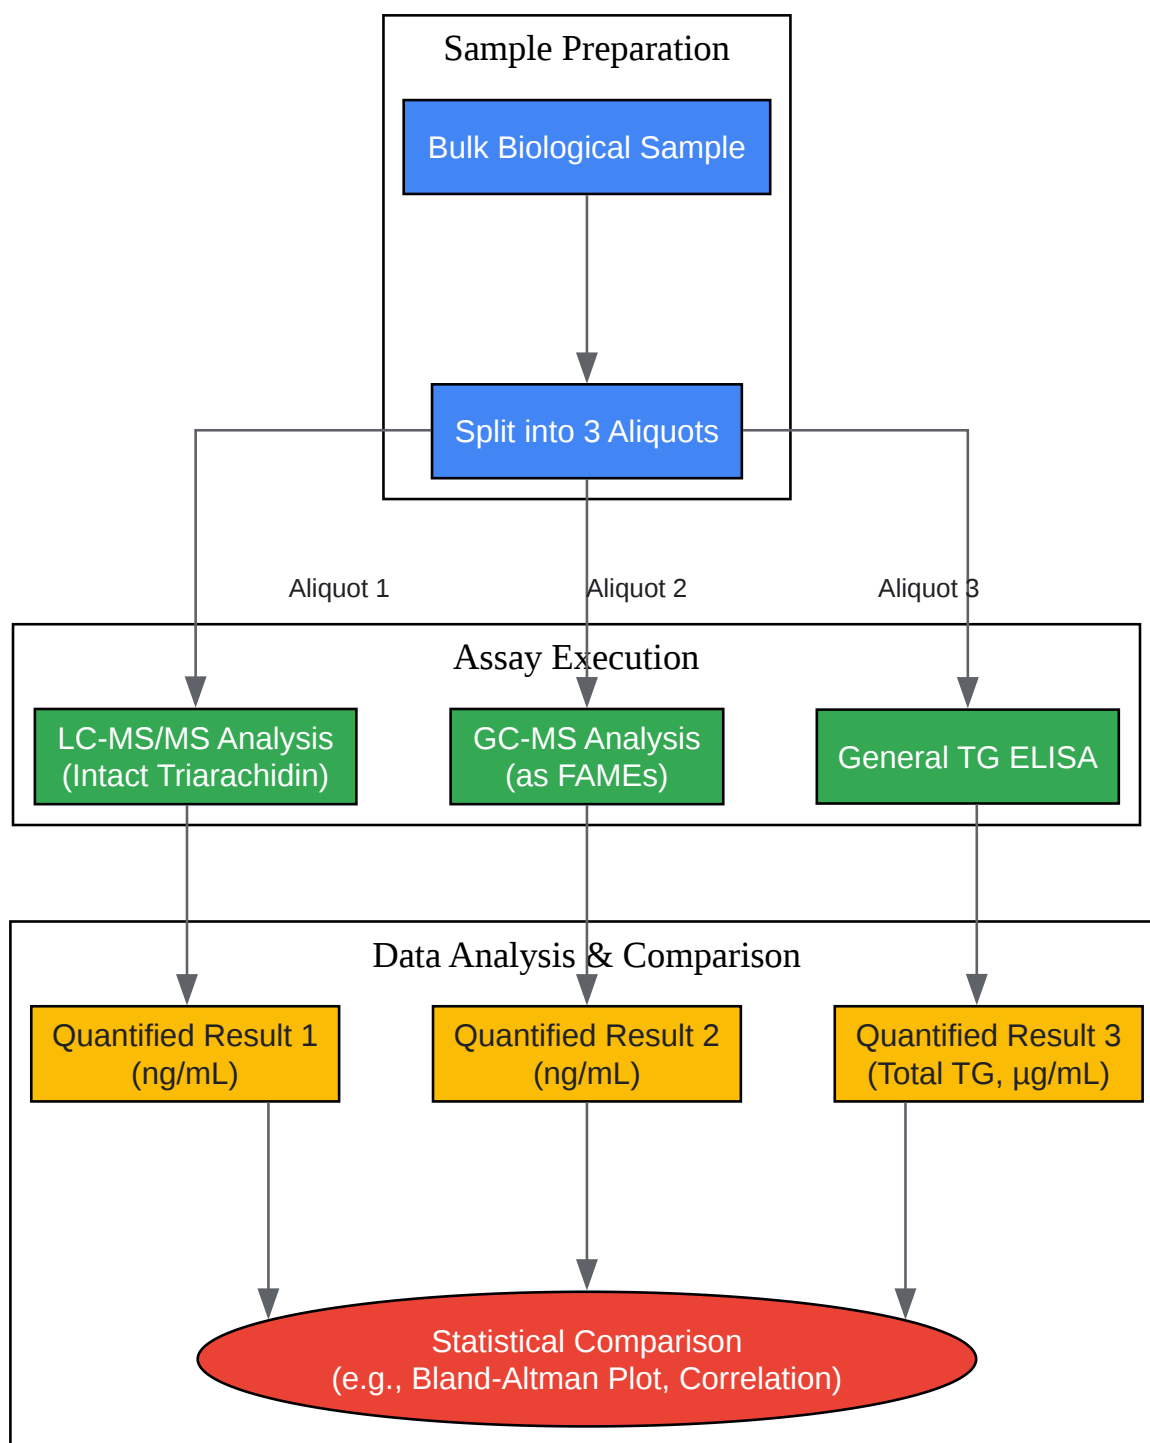 Sample Preparation
Bulk Biological Sample
Split into 3 Aliquots
Aliquot 1
Aliquot 2
Aliquot 3
Assay Execution
LC-MS/MS Analysis
(Intact Triarachidin)
GC-MS Analysis
(as FAMEs)
General TG ELISA
Data Analysis & Comparison
Quantified Result 1
(ng/mL)
Quantified Result 2
(ng/mL)
Quantified Result 3
(Total TG, µg/mL)
Statistical Comparison
(e.g., Bland-Altman Plot, Correlation)